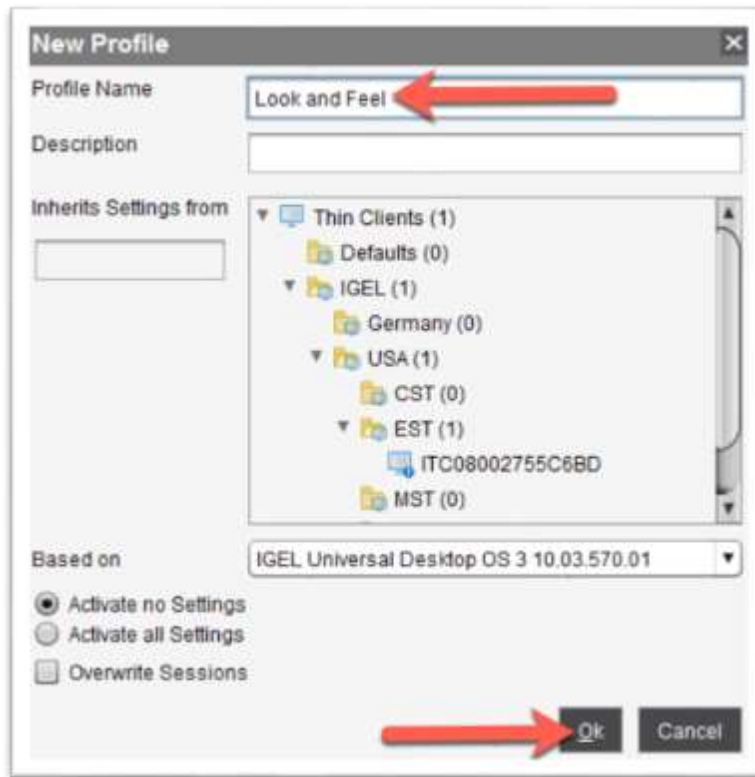 New Profile
Profile Name
Look and Feel
Description
Inherits Settings from
Thin Clients (1)
Defaults (0)
IGEL (1)
Germany (0)
USA (1)
CST (0)
EST (1)
ITC08002755C6BD
MST (0)
Based on
IGEL Universal Desktop OS 3 10.03.570.01
Activate no Settings
Activate all Settings
Overwrite Sessions
Ok Cancel